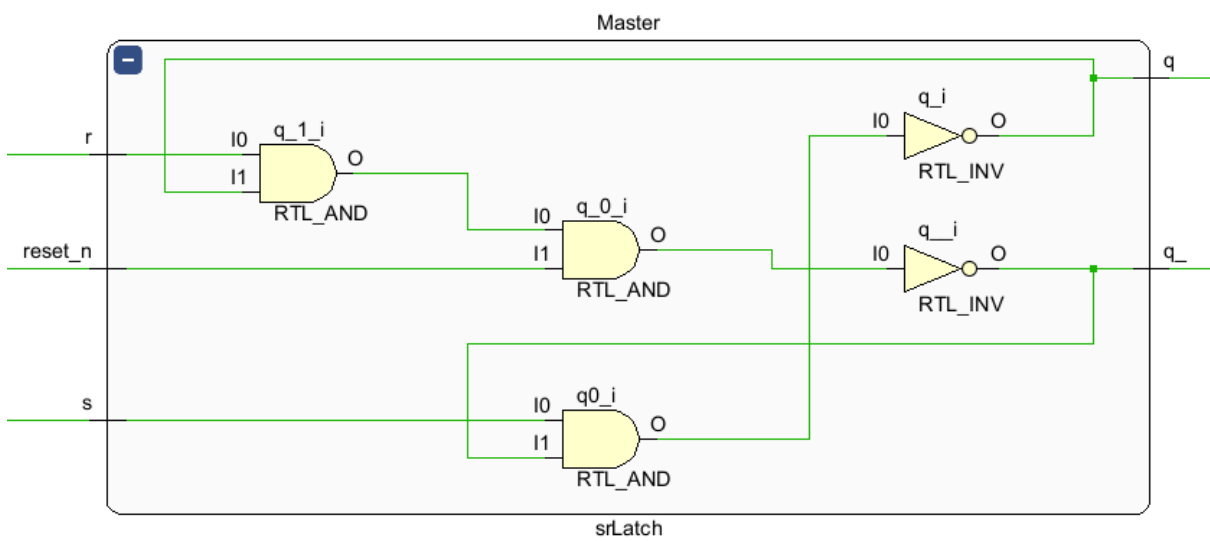 Master
−
q
q_i
I0
O
RTL_INV
r
q_1_i
I0
O
I1
RTL_AND
q_0_i
I0
O
I1
RTL_AND
reset_n
q__i
I0
O
RTL_INV
q_
s
q0_i
I0
O
I1
RTL_AND
srLatch